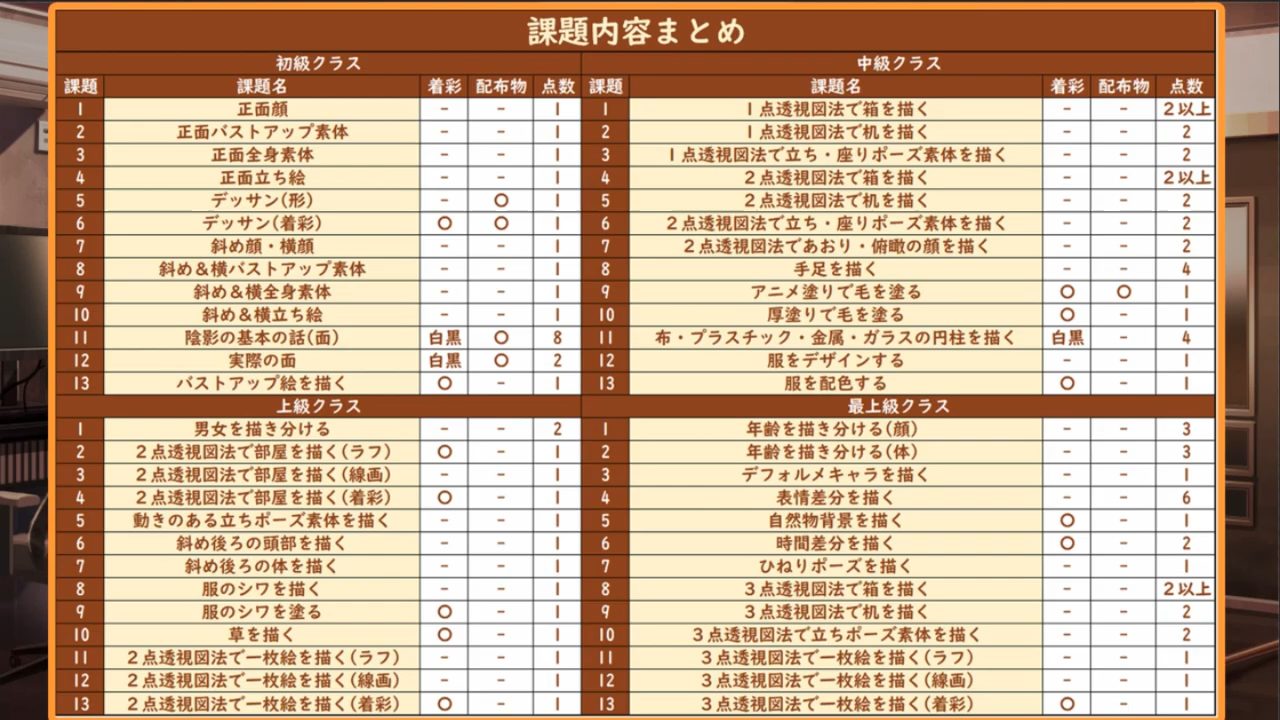 課題内容まとめ
初級クラス
課題 課題名 着彩 配布物 点数
1 正面顔 - - 1
2 正面バストアップ素体 - - 1
3 正面全身素体 - - 1
4 正面立ち絵 - - 1
5 デッサン(形) - ○ 1
6 デッサン(着彩) ○ ○ 1
7 斜め顔・横顔 - - 1
8 斜め&横バストアップ素体 - - 1
9 斜め&横全身素体 - - 1
10 斜め&横立ち絵 - - 1
11 陰影の基本の話(面) 白黒 ○ 8
12 実際の面 白黒 ○ 2
13 バストアップ絵を描く ○ - 1
中級クラス
課題 課題名 着彩 配布物 点数
1 1点透視図法で箱を描く - - 2以上
2 1点透視図法で机を描く - - 2
3 1点透視図法で立ち・座りポーズ素体を描く - - 2
4 2点透視図法で箱を描く - - 2以上
5 2点透視図法で机を描く - - 2
6 2点透視図法で立ち・座りポーズ素体を描く - - 2
7 2点透視図法であおり・俯瞰の顔を描く - - 2
8 手足を描く - - 4
9 アニメ塗りで毛を塗る ○ ○ 1
10 厚塗りで毛を塗る ○ - 1
11 布・プラスチック・金属・ガラスの円柱を描く 白黒 - 4
12 服をデザインする - - 1
13 服を配色する ○ - 1
上級クラス
1 男女を描き分ける - - 2
2 2点透視図法で部屋を描く(ラフ) ○ - 1
3 2点透視図法で部屋を描く(線画) - - 1
4 2点透視図法で部屋を描く(着彩) ○ - 1
5 動きのある立ちポーズ素体を描く - - 1
6 斜め後ろの頭部を描く - - 1
7 斜め後ろの体を描く - - 1
8 服のシワを描く - - 1
9 服のシワを塗る ○ - 1
10 草を描く ○ - 1
11 2点透視図法で一枚絵を描く(ラフ) - - 1
12 2点透視図法で一枚絵を描く(線画) - - 1
13 2点透視図法で一枚絵を描く(着彩) ○ - 1
最上級クラス
1 年齢を描き分ける(顔) - - 3
2 年齢を描き分ける(体) - - 3
3 デフォルメキャラを描く - - 1
4 表情差分を描く - - 6
5 自然物背景を描く ○ - 1
6 時間差分を描く ○ - 2
7 ひねりポーズを描く - - 1
8 3点透視図法で箱を描く - - 2以上
9 3点透視図法で机を描く - - 2
10 3点透視図法で立ちポーズ素体を描く - - 2
11 3点透視図法で一枚絵を描く(ラフ) - - 1
12 3点透視図法で一枚絵を描く(線画) - - 1
13 3点透視図法で一枚絵を描く(着彩) ○ - 1